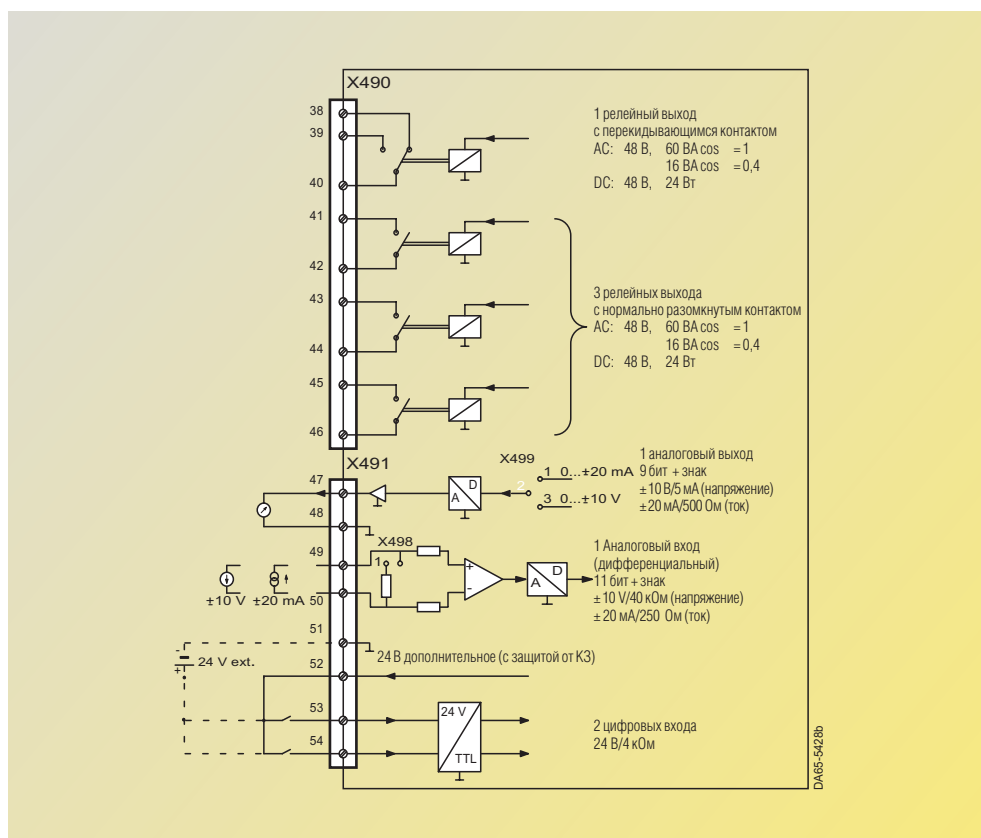 X490
38
39
40
41
42
43
44
45
46
1 релейный выход
с перекидывающимся контактом
AC: 48 В, 60 ВА cos = 1
16 ВА cos = 0,4
DC: 48 В, 24 Вт
3 релейных выхода
с нормально разомкнутым контактом
AC: 48 В, 60 ВА cos = 1
16 ВА cos = 0,4
DC: 48 В, 24 Вт
X491
47
48
49
50
51
52
53
54
D
A
X499
1 0...±20 mA
2
3 0...±10 V
1 аналоговый выход
9 бит + знак
± 10 В/5 мА (напряжение)
± 20 мА/500 Ом (ток)
X498
1
+
-
D
A
±10 V ±20 mA
1 Аналоговый вход
(дифференциальный)
11 бит + знак
± 10 V/40 кОм (напряжение)
± 20 мА/250 Ом (ток)
-
+
24 V ext.
24 В дополнительное (с защитой от КЗ)
24 V
TTL
2 цифровых входа
24 В/4 кОм
DA65-5428b